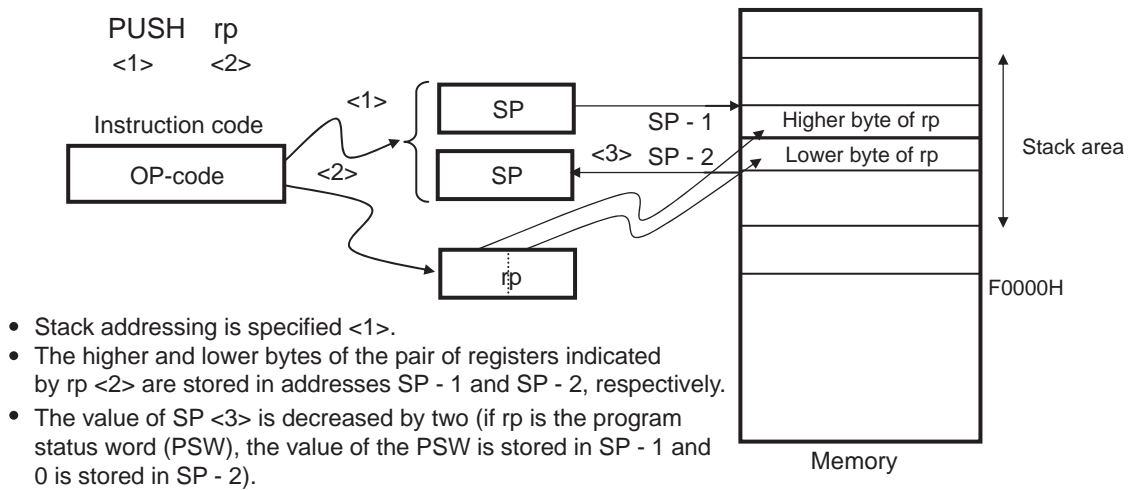 PUSH rp
<1> <2>
<1>
SP
SP - 1
Higher byte of rp
Instruction code
OP-code
<2>
SP
<3> SP - 2
Lower byte of rp
Stack area
rp
F0000H
• Stack addressing is specified <1>.
• The higher and lower bytes of the pair of registers indicated
by rp <2> are stored in addresses SP - 1 and SP - 2, respectively.
• The value of SP <3> is decreased by two (if rp is the program
status word (PSW), the value of the PSW is stored in SP - 1 and
0 is stored in SP - 2).
Memory